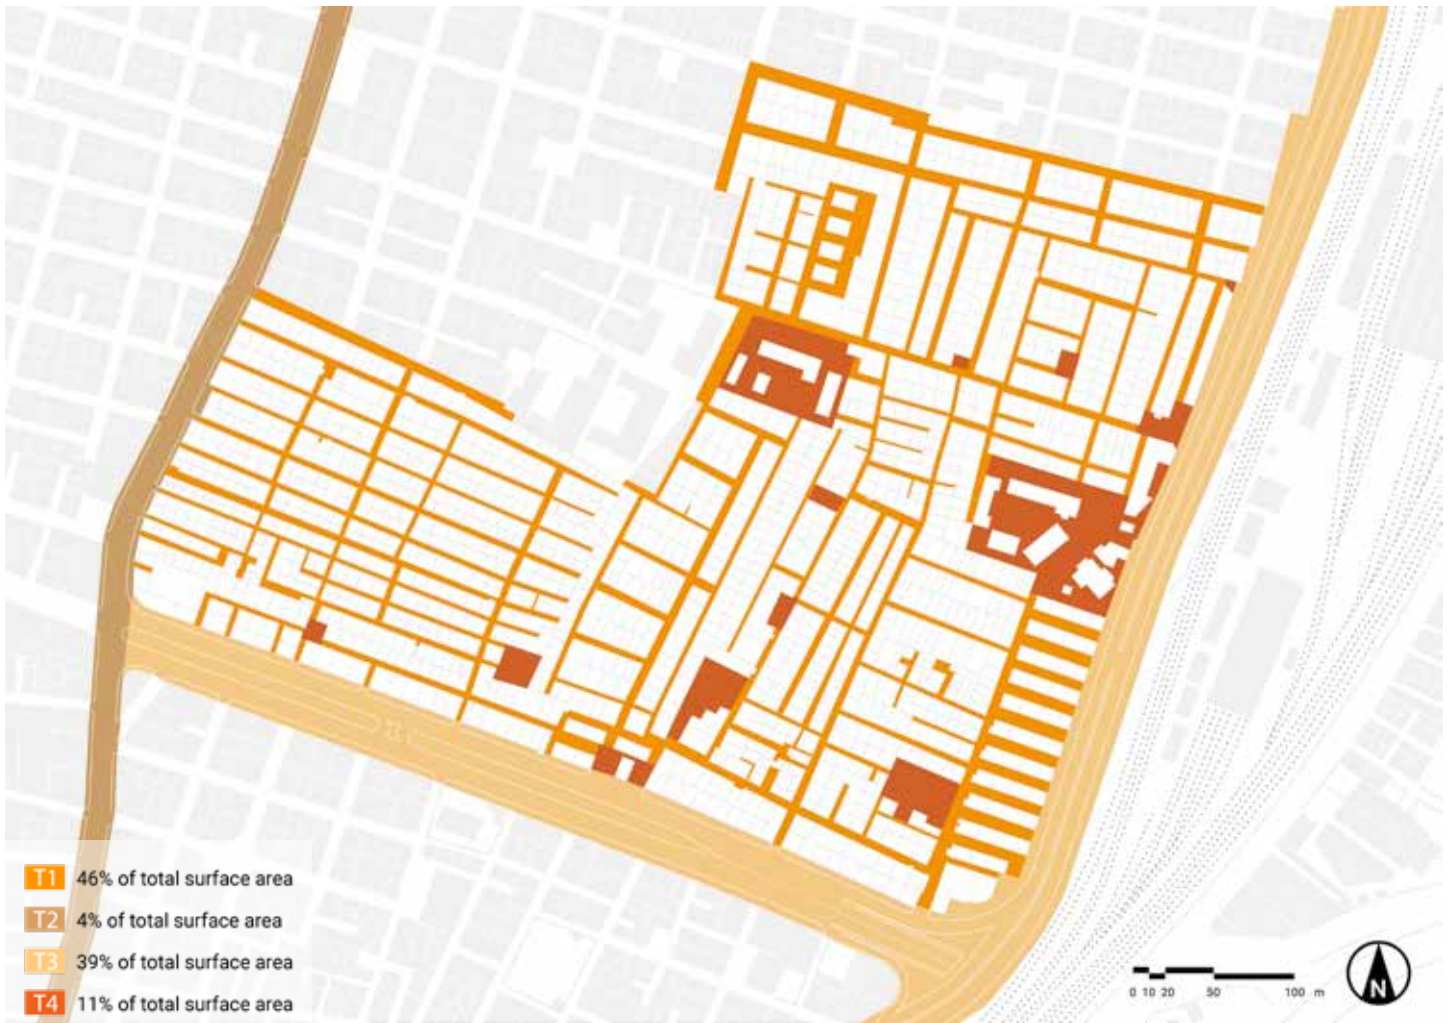 T1 46% of total surface area
T2 4% of total surface area
T3 39% of total surface area
T4 11% of total surface area
0 10 20 50 100 m
N